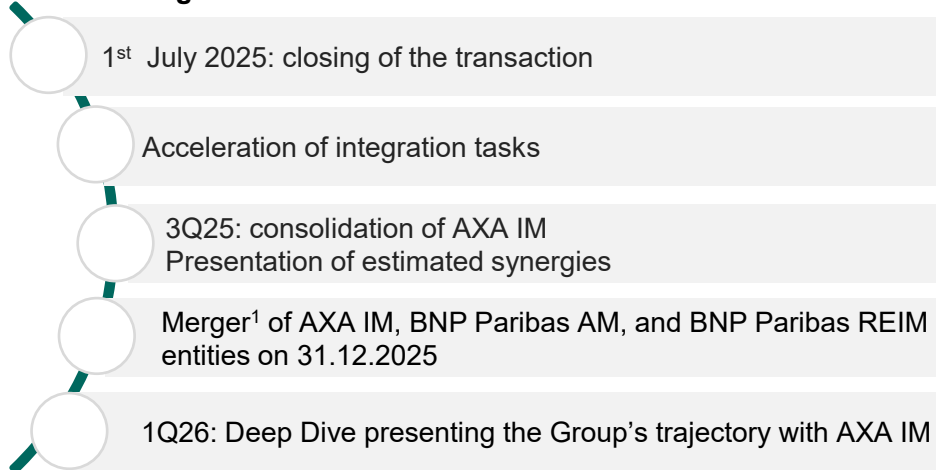 1st July 2025: closing of the transaction
Acceleration of integration tasks
3Q25: consolidation of AXA IM
Presentation of estimated synergies
Merger1 of AXA IM, BNP Paribas AM, and BNP Paribas REIM
entities on 31.12.2025
1Q26: Deep Dive presenting the Group’s trajectory with AXA IM